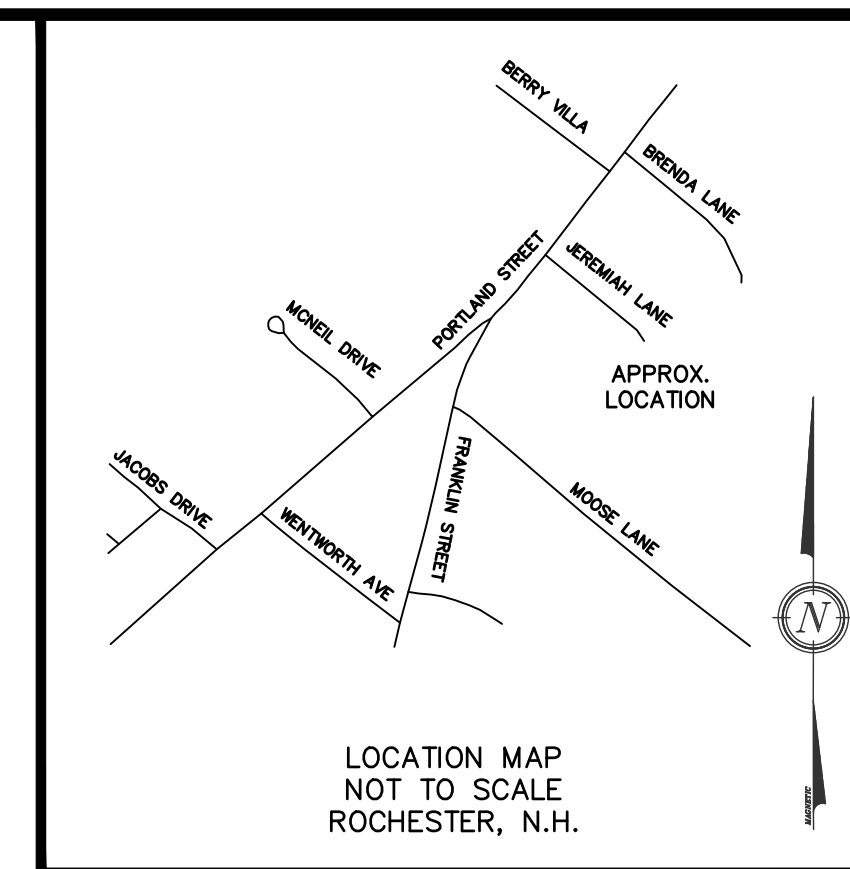 BERRY VILLA
BRENDA LANE
PORTLAND STREET
JEREMIAH LANE
MCNEIL DRIVE
APPROX.
LOCATION
JACOBS DRIVE
FRANKLIN STREET
MOOSE LANE
WENTWORTH AVE
N
MAGNETIC
LOCATION MAP
NOT TO SCALE
ROCHESTER, N.H.